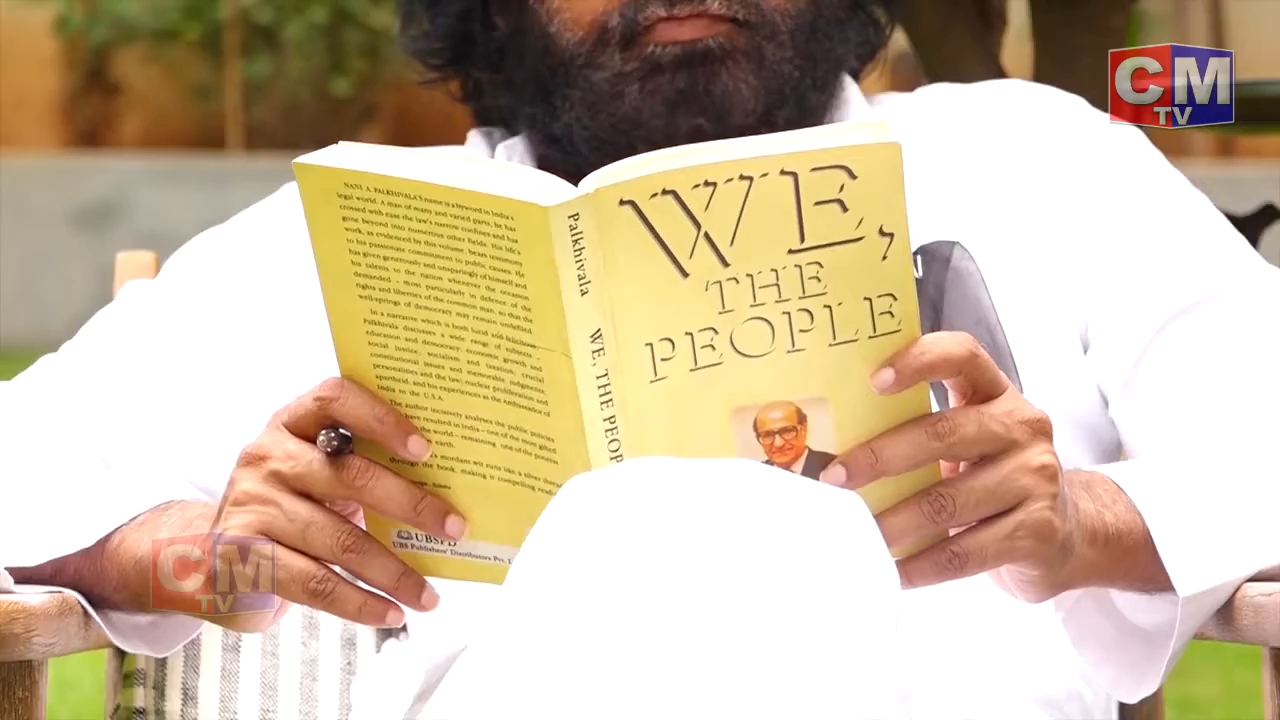 NANI A. PALKHIVALA'S name is a byword in India's
legal world. A man of many and varied parts, he has
crossed with ease the law's narrow confines and has
gone beyond into numerous other fields. His life's
work, as evidenced by this volume, bears testimony
to his passionate commitment to public causes. He
has given generously and unsparingly of himself and
his talents to the nation whenever the occasion
demanded – most particularly in defence of the
rights and liberties of the common man, so that the
well-springs of democracy may remain undefiled.
In a narrative which is both lucid and felicitous
Palkhivala discusses a wide range of subjects –
education and democracy; economic growth and
social justice, socialism and taxation; crucial
constitutional issues and memorable judgments,
personalities and the law; nuclear proliferation and
apartheid, and his experiences as the ambassador of
India to the U.S.A.
The author incisively analyses the public policies
have resulted in India – one of the most gifted
the world – remaining one of the poorest
earth.
mordant wit runs like a silver
through the book, making it compelling
UBSPD
UBS Publishers' Distributors Pvt.
Palkhivala WE, THE PEOP
WE,
THE
PEOPLE
CM
TV
CM
TV